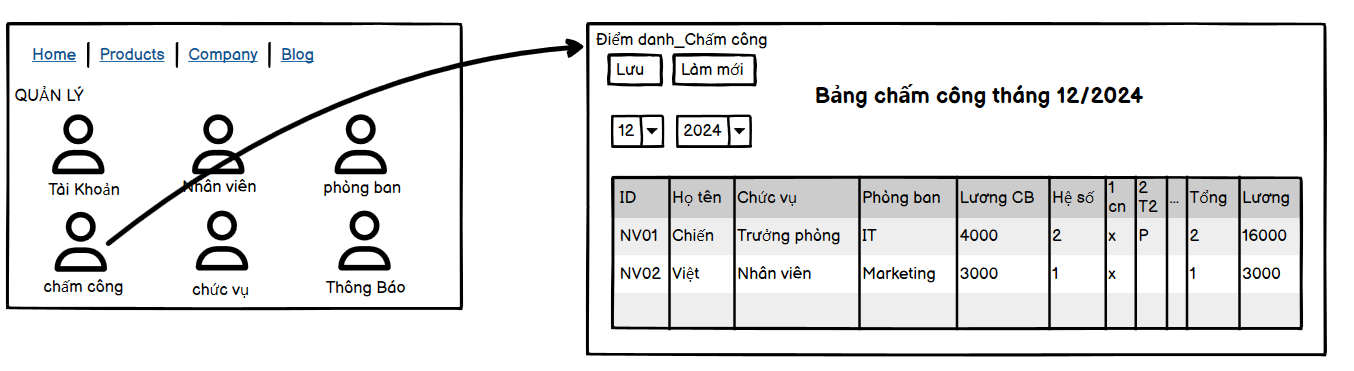 Home Products Company Blog
QUẢN LÝ
Tài Khoản Nhân viên phòng ban
chấm công chức vụ Thông Báo
Điểm danh_Chấm công
Lưu Làm mới
Bảng chấm công tháng 12/2024
12 2024
ID Họ tên Chức vụ Phòng ban Lương CB Hệ số 1 cn 2 T2 ... Tổng Lương
NV01 Chiến Trưởng phòng IT 4000 2 x P 2 16000
NV02 Việt Nhân viên Marketing 3000 1 x 1 3000